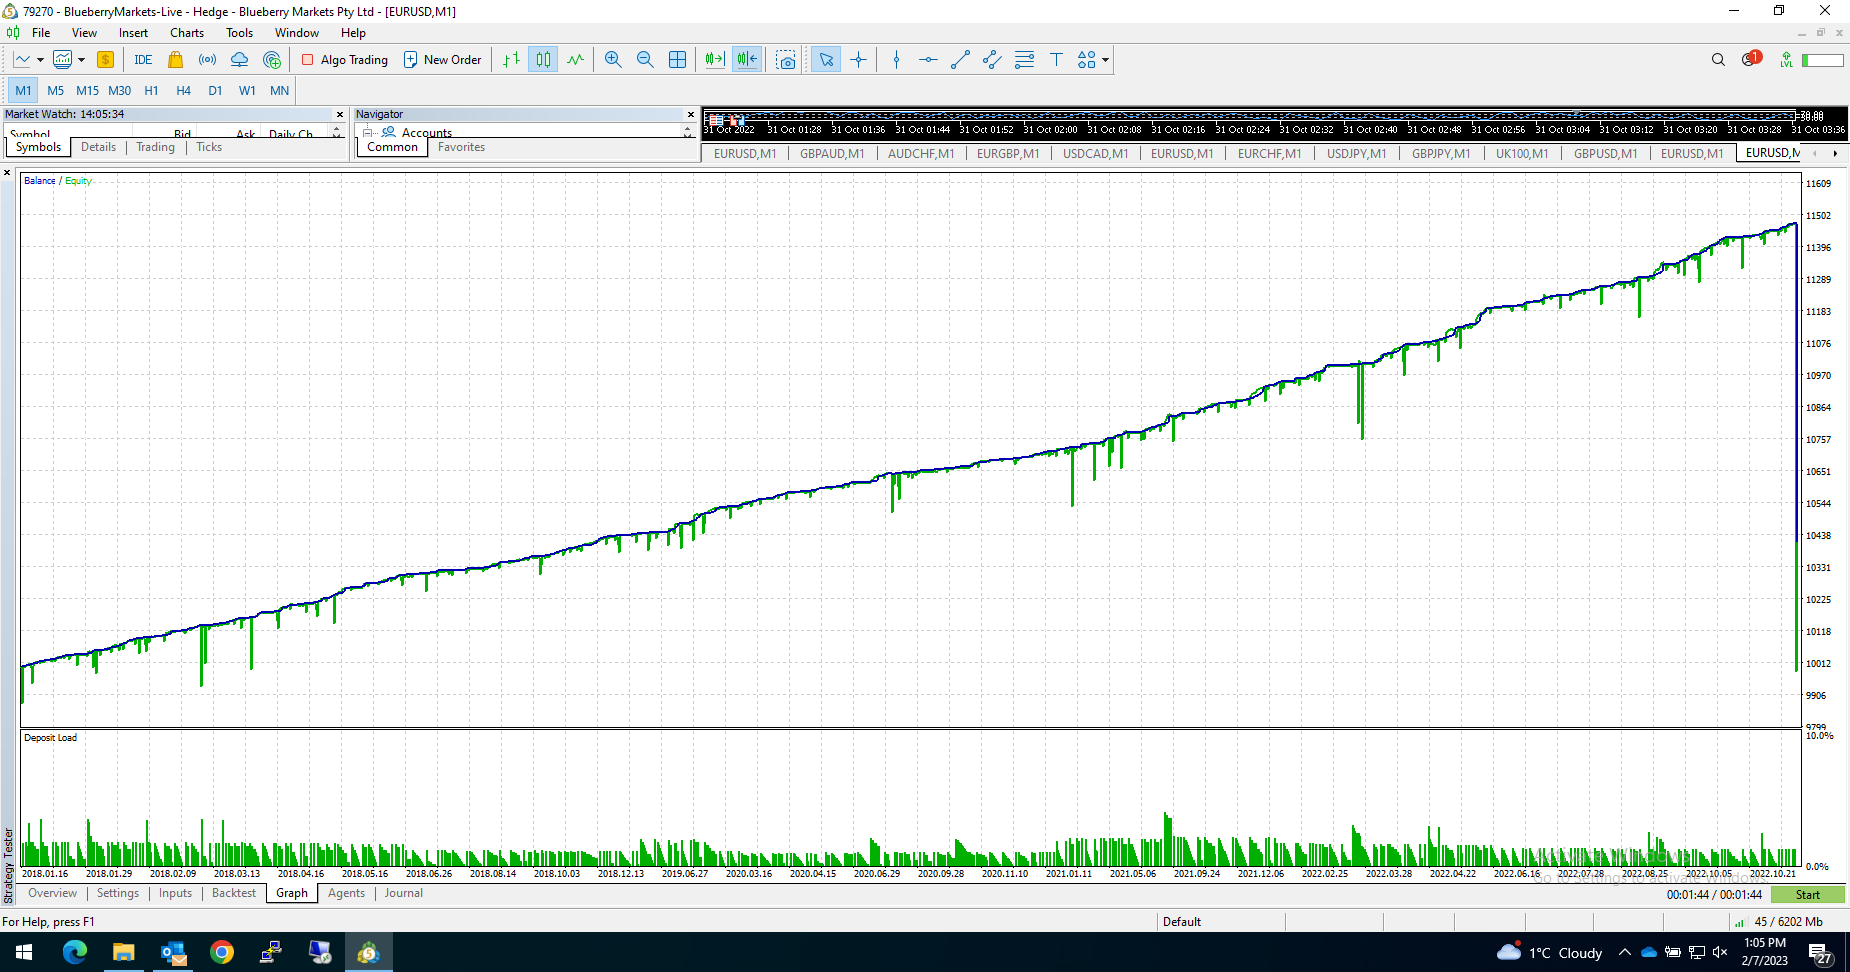 79270 - BlueberryMarkets-Live - Hedge - Blueberry Markets Pty Ltd - [EURUSD,M1]
File View Insert Charts Tools Window Help
IDE Algo Trading New Order 1 LVL
M1 M5 M15 M30 H1 H4 D1 W1 MN
Market Watch: 14:05:34
Symbol Bid Ask Daily Ch...
Symbols Details Trading Ticks
Navigator
Accounts
Common Favorites
31 Oct 2022 31 Oct 01:28 31 Oct 01:36 31 Oct 01:44 31 Oct 01:52 31 Oct 02:00 31 Oct 02:08 31 Oct 02:16 31 Oct 02:24 31 Oct 02:32 31 Oct 02:40 31 Oct 02:48 31 Oct 02:56 31 Oct 03:04 31 Oct 03:12 31 Oct 03:20 31 Oct 03:28 31 Oct 03:36
EURUSD,M1 GBPAUD,M1 AUDCHF,M1 EURGBP,M1 USDCAD,M1 EURUSD,M1 EURCHF,M1 USDJPY,M1 GBPJPY,M1 UK100,M1 GBPUSD,M1 EURUSD,M1 EURUSD,M
Balance / Equity
11609
11502
11396
11289
11183
11076
10970
10864
10757
10651
10544
10438
10331
10225
10118
10012
9906
9799
Deposit Load
10.0%
0.0%
2018.01.16 2018.01.29 2018.02.09 2018.03.13 2018.04.16 2018.05.16 2018.06.26 2018.08.14 2018.10.03 2018.12.13 2019.06.27 2020.03.16 2020.04.15 2020.06.29 2020.09.28 2020.11.10 2021.01.11 2021.05.06 2021.09.24 2021.12.06 2022.02.25 2022.03.28 2022.04.22 2022.06.16 2022.07.28 2022.08.25 2022.10.05 2022.10.21
Activate Windows
Go to Settings to activate Windows.
Strategy Tester
Overview Settings Inputs Backtest Graph Agents Journal
00:01:44 / 00:01:44 Start
For Help, press F1 Default 45 / 6202 Mb
1°C Cloudy
1:05 PM
2/7/2023
27